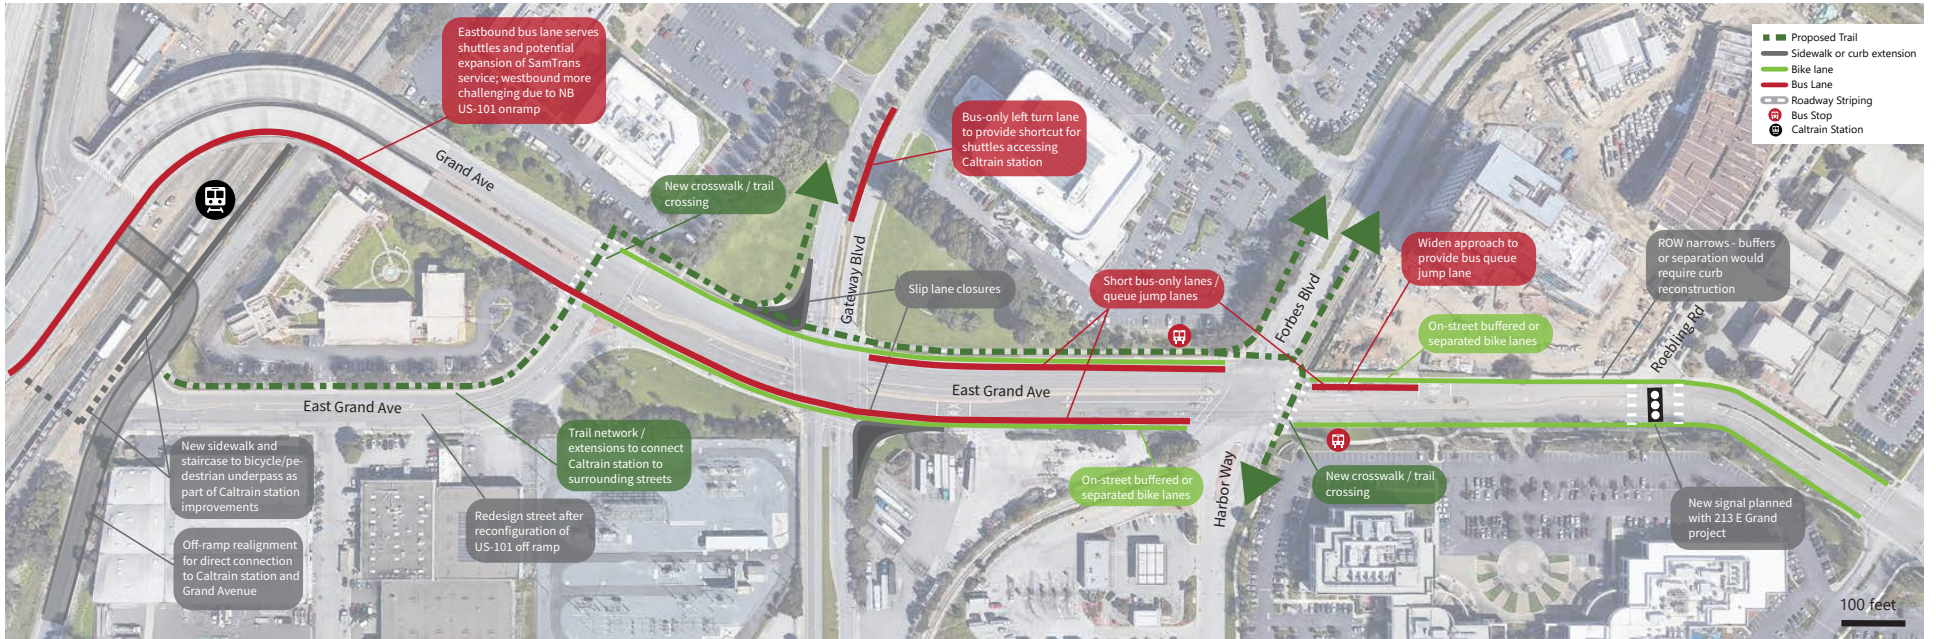 Eastbound bus lane serves
shuttles and potential
expansion of SamTrans
service; westbound more
challenging due to NB
US-101 onramp
Bus-only left turn lane
to provide shortcut for
shuttles accessing
Caltrain station
Proposed Trail
Sidewalk or curb extension
Bike lane
Bus Lane
Roadway Striping
Bus Stop
Caltrain Station
Grand Ave
New crosswalk / trail
crossing
Gateway Blvd
Slip lane closures
Short bus-only lanes /
queue jump lanes
Forbes Blvd
Widen approach to
provide bus queue
jump lane
ROW narrows - buffers
or separation would
require curb
reconstruction
On-street buffered or
separated bike lanes
Roebling Rd
East Grand Ave
East Grand Ave
New sidewalk and
staircase to bicycle/pe-
destrian underpass as
part of Caltrain station
improvements
Trail network /
extensions to connect
Caltrain station to
surrounding streets
On-street buffered or
separated bike lanes
Harbor Way
New crosswalk / trail
crossing
New signal planned
with 213 E Grand
project
Redesign street after
reconfiguration of
US-101 off ramp
Off-ramp realignment
for direct connection
to Caltrain station and
Grand Avenue
100 feet